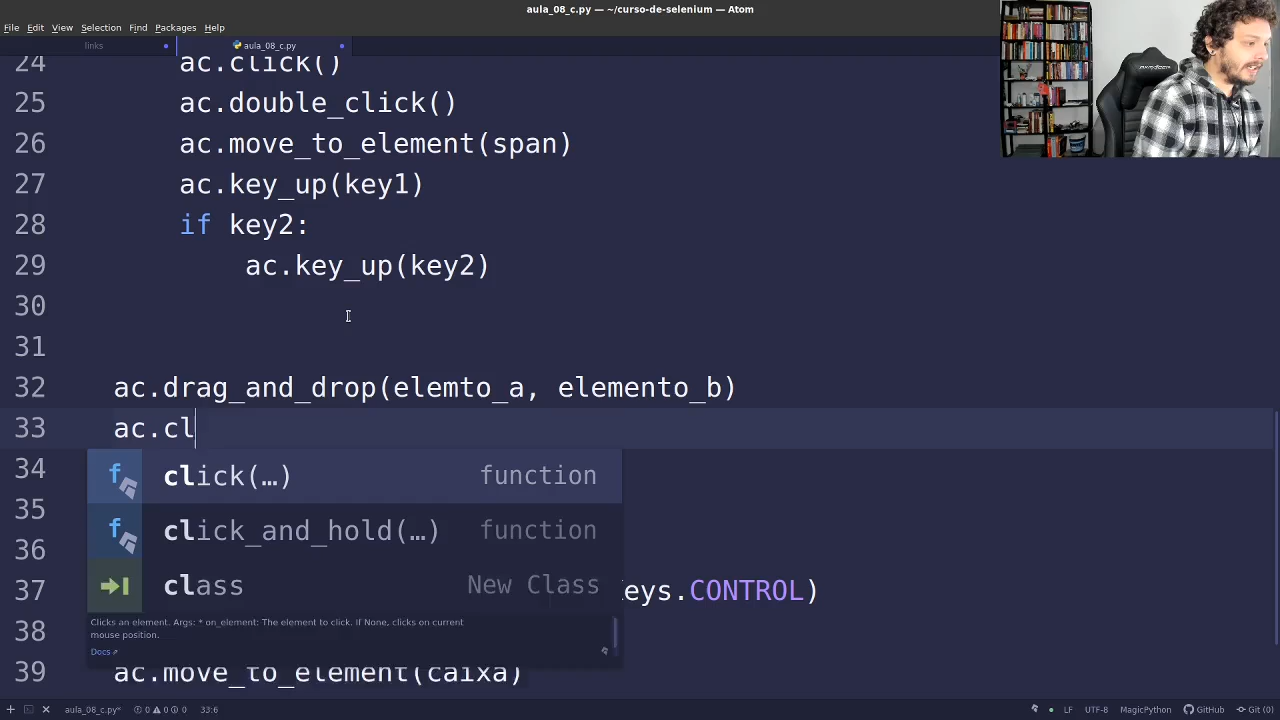 aula_08_c.py — ~/curso-de-selenium — Atom
File Edit View Selection Find Packages Help
links
aula_08_c.py
24 ac.click()
25 ac.double_click()
26 ac.move_to_element(span)
27 ac.key_up(key1)
28 if key2:
29 ac.key_up(key2)
30
31
32 ac.drag_and_drop(elemto_a, elemento_b)
33 ac.cl
34
click(…) function
35
click_and_hold(…) function
36
class New Class
37 eys.CONTROL)
Clicks an element. Args: * on_element: The element to click. If None, clicks on current
mouse position.
38
Docs
39 ac.move_to_element(caixa)
aula_08_c.py* 0 0 0 33:6 LF UTF-8 MagicPython GitHub Git (0)